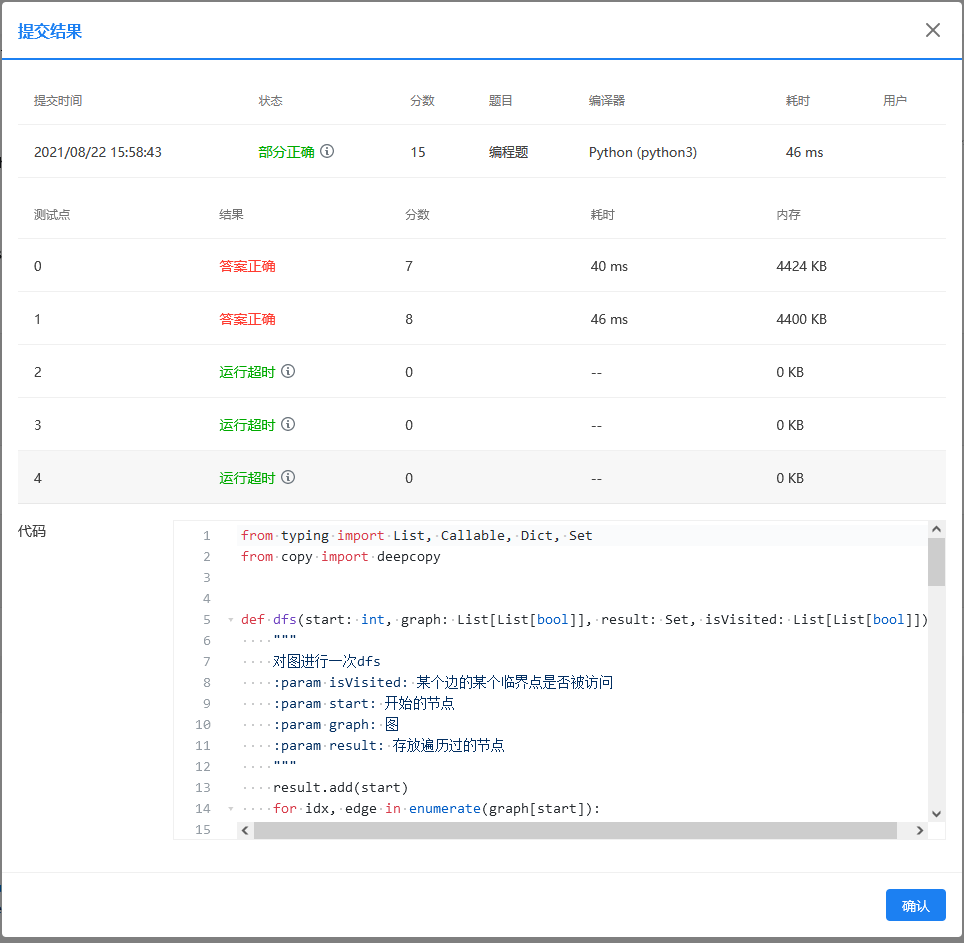 提交结果
提交时间 状态 分数 题目 编译器 耗时 用户
2021/08/22 15:58:43 部分正确 15 编程题 Python (python3) 46 ms
测试点 结果 分数 耗时 内存
0 答案正确 7 40 ms 4424 KB
1 答案正确 8 46 ms 4400 KB
2 运行超时 0 -- 0 KB
3 运行超时 0 -- 0 KB
4 运行超时 0 -- 0 KB
代码
1 from typing import List, Callable, Dict, Set
2 from copy import deepcopy
3
4
5 def dfs(start: int, graph: List[List[bool]], result: Set, isVisited: List[List[bool]])
6 """
7 对图进行一次dfs
8 :param isVisited: 某个边的某个临界点是否被访问
9 :param start: 开始的节点
10 :param graph: 图
11 :param result: 存放遍历过的节点
12 """
13 result.add(start)
14 for idx, edge in enumerate(graph[start]):
15
确认